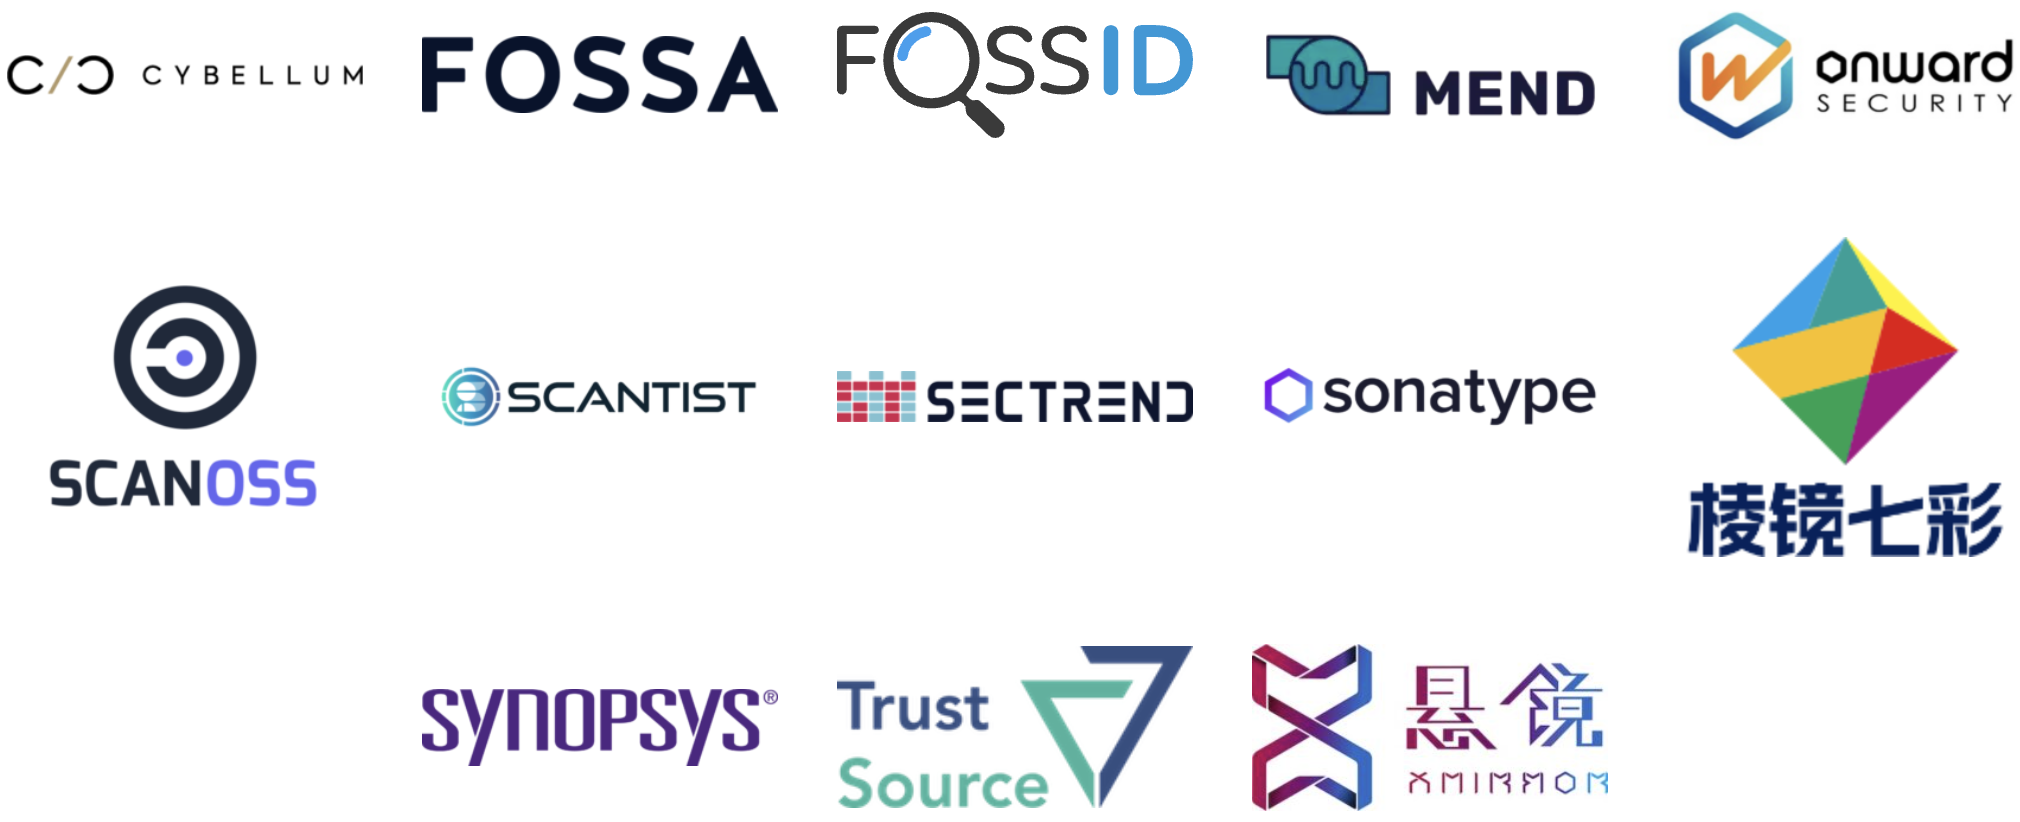 C/C CYBELLUM
FOSSA
FOSSID
MEND
onward
SECURITY
SCANOSS
SCANTIST
SECTREND
sonatype
棱镜七彩
SYNOPSYS®
Trust
Source
悬镜
XMIRROR